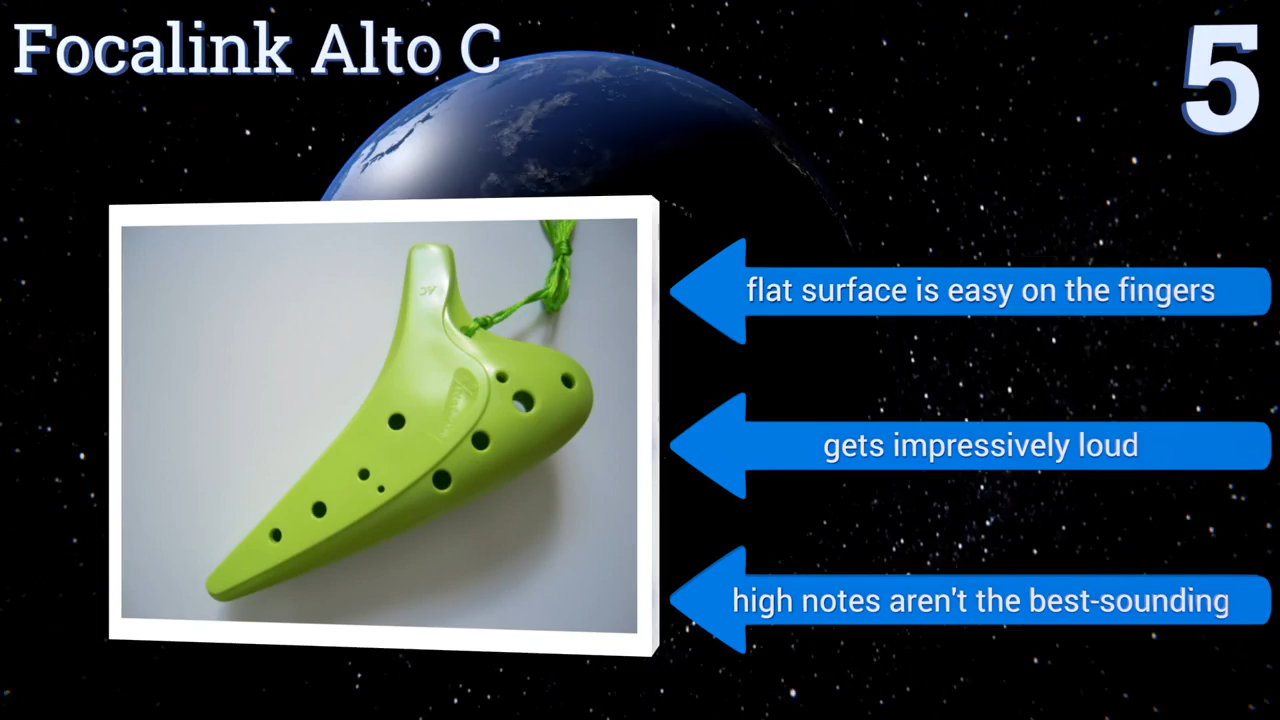 Focalink Alto C
5
flat surface is easy on the fingers
gets impressively loud
high notes aren't the best-sounding
AC